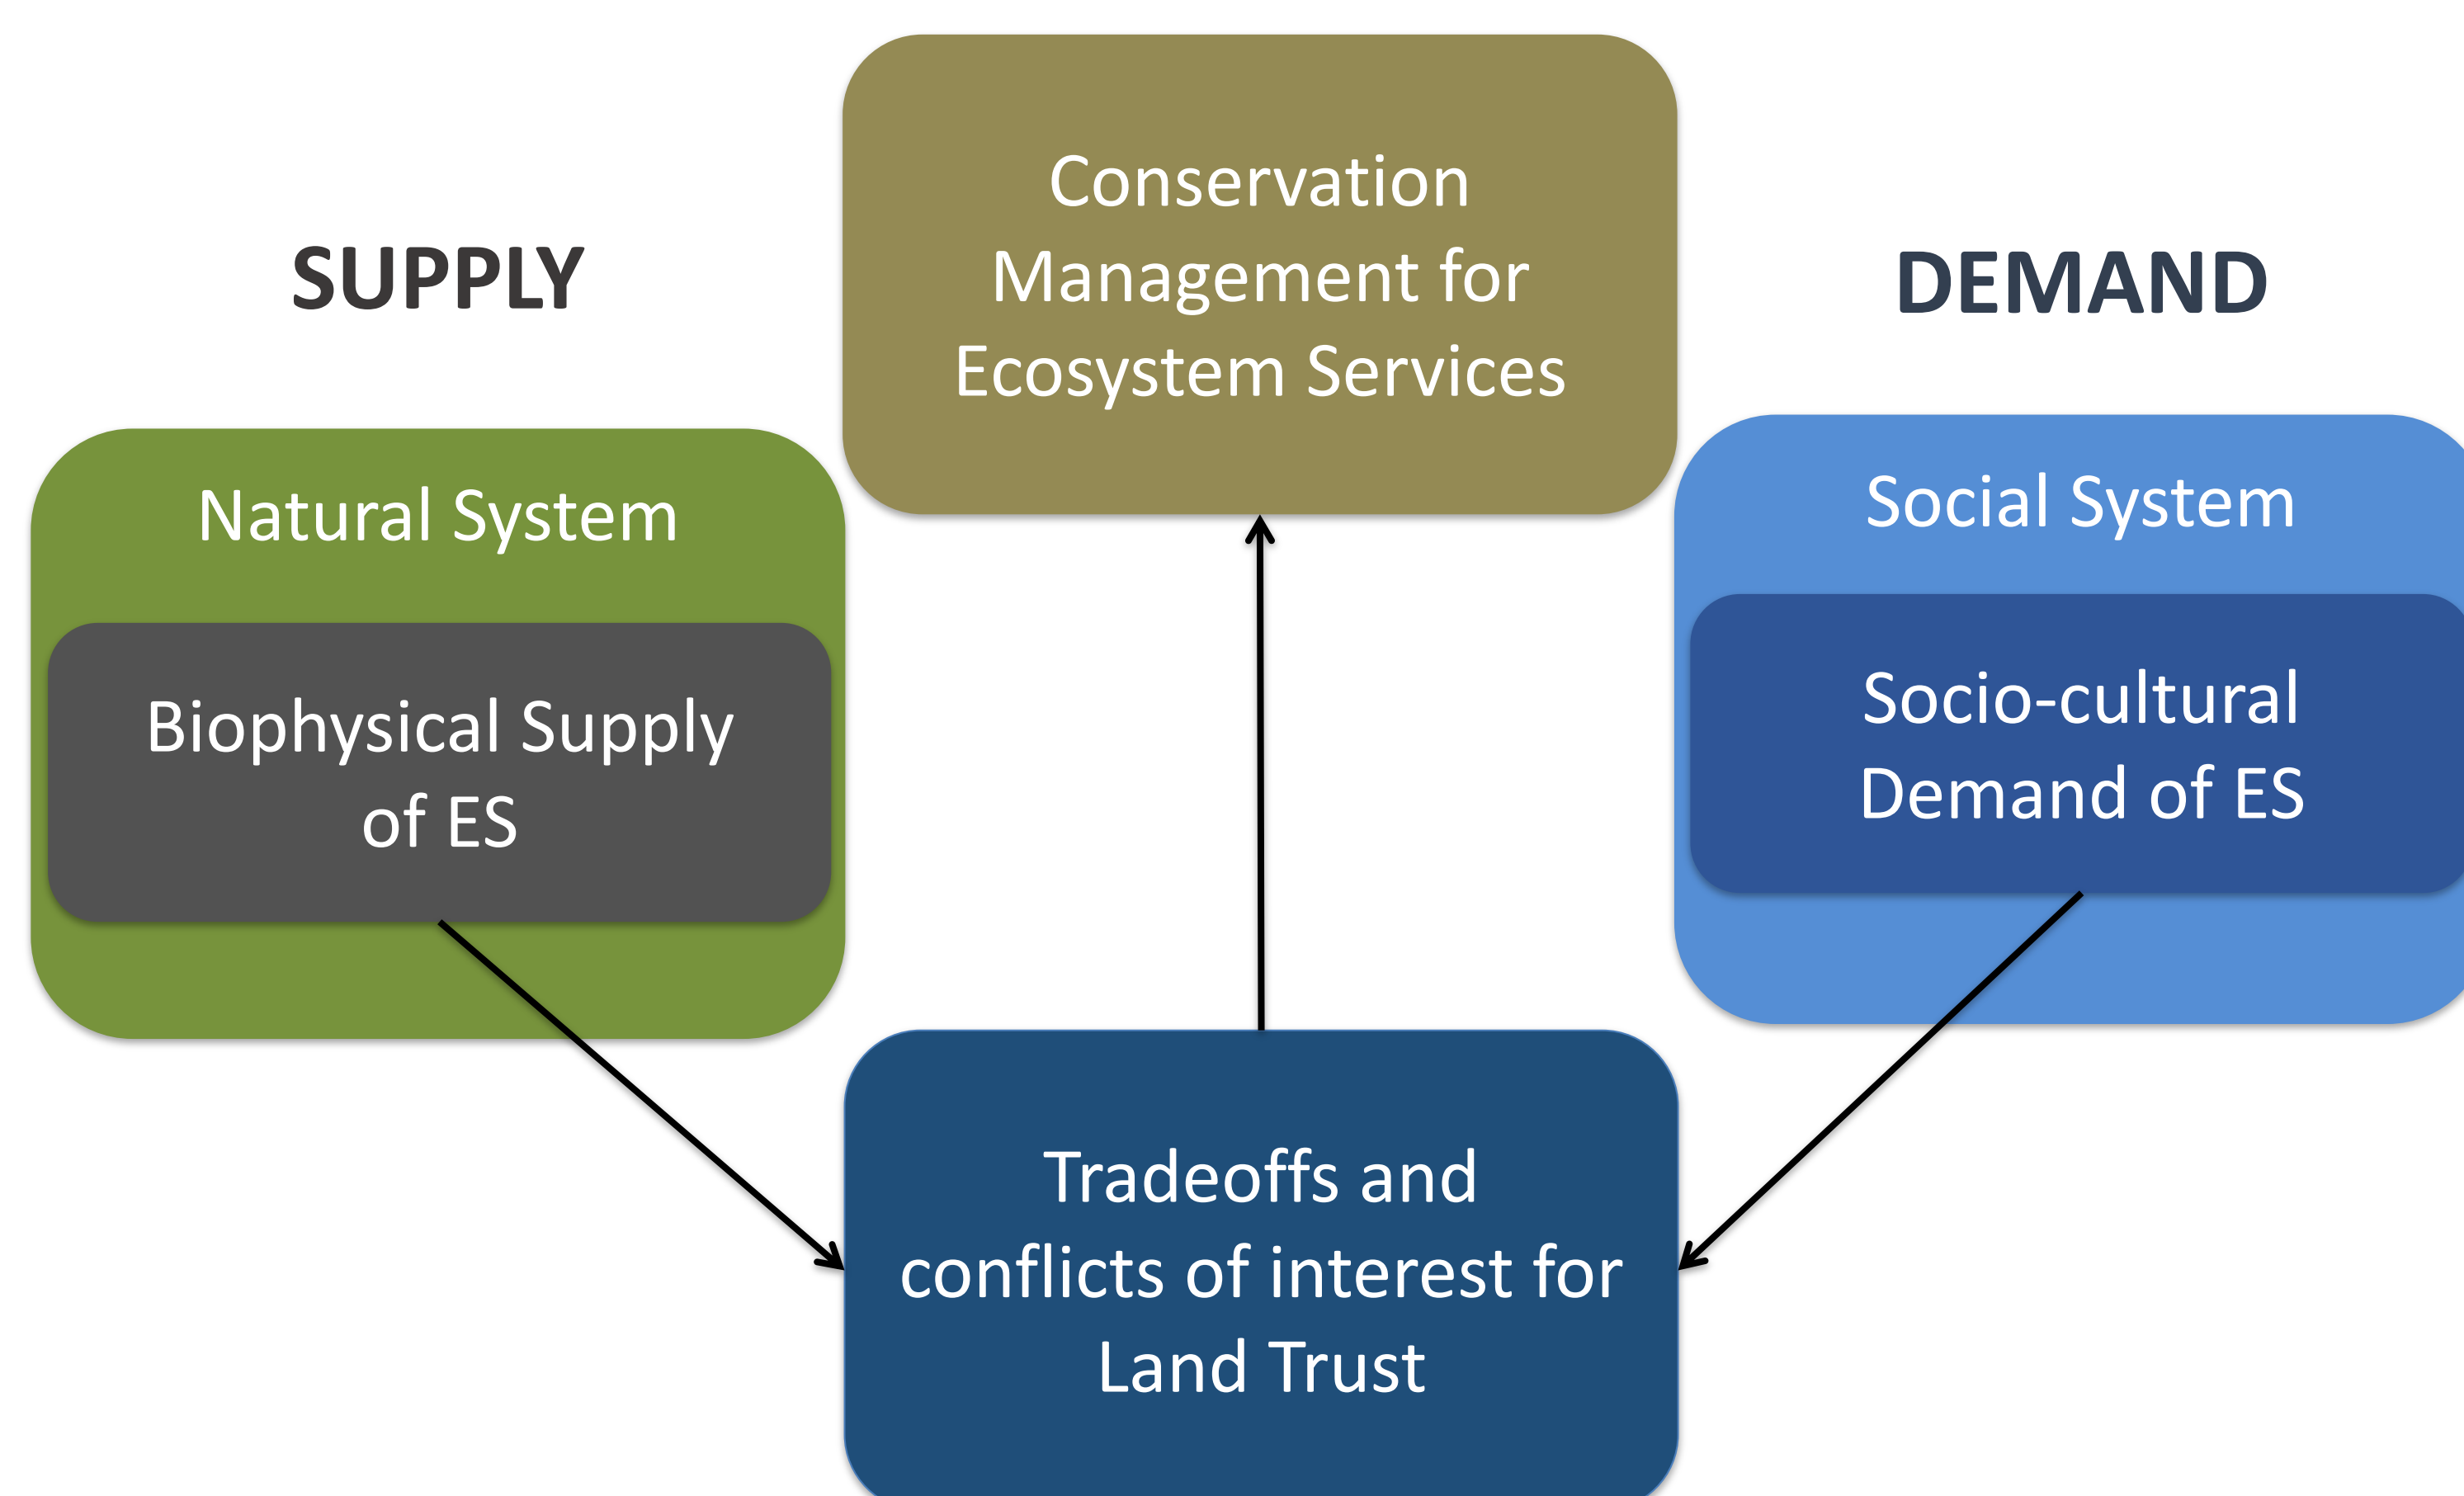 SUPPLY
Natural System
Biophysical Supply
of ES
Conservation
Management for
Ecosystem Services
DEMAND
Social System
Socio-cultural
Demand of ES
Tradeoffs and
conflicts of interest for
Land Trust